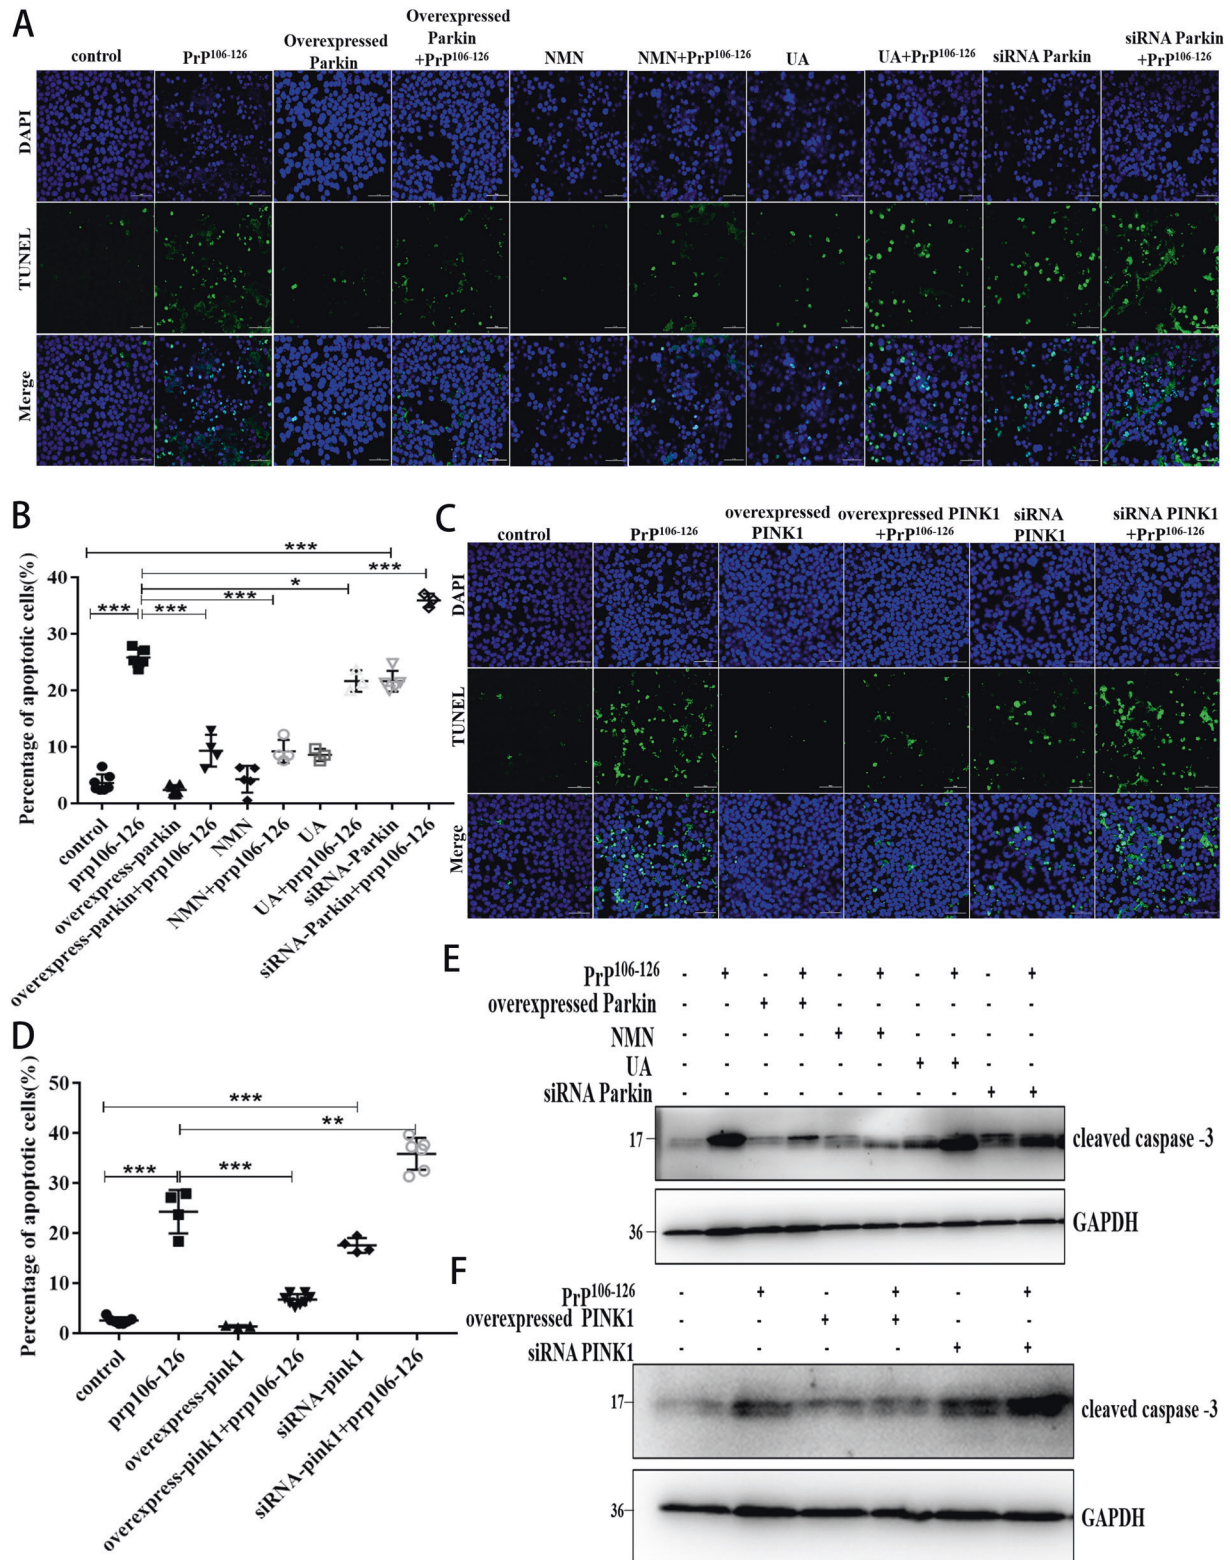 A
control
PrP106-126
Overexpressed
Parkin
Overexpressed
Parkin
+PrP106-126
NMN
NMN+PrP106-126
UA
UA+PrP106-126
siRNA Parkin
siRNA Parkin
+PrP106-126
DAPI
TUNEL
Merge
B
Percentage of apoptotic cells(%)
40
30
20
10
0
***
***
***
*
***
***
control
prp106-126
overexpress-parkin
overexpress-parkin+prp106-126
NMN
NMN+prp106-126
UA
UA+prp106-126
siRNA-Parkin
siRNA-Parkin+prp106-126
C
control
PrP106-126
overexpressed
PINK1
overexpressed PINK1
+PrP106-126
siRNA
PINK1
siRNA PINK1
+PrP106-126
DAPI
TUNEL
Merge
D
Percentage of apoptotic cells(%)
50
40
30
20
10
0
***
**
***
***
control
prp106-126
overexpress-pink1
overexpress-pink1+prp106-126
siRNA-pink1
siRNA-pink1+prp106-126
E
PrP106-126 - + - + - + - + - +
overexpressed Parkin - - + + - - - - - -
NMN - - - - + + - - - -
UA - - - - - - + + - -
siRNA Parkin - - - - - - - - + +
17
cleaved caspase -3
36
GAPDH
F
PrP106-126 - + - + - +
overexpressed PINK1 - - + + - -
siRNA PINK1 - - - - + +
17
cleaved caspase -3
36
GAPDH